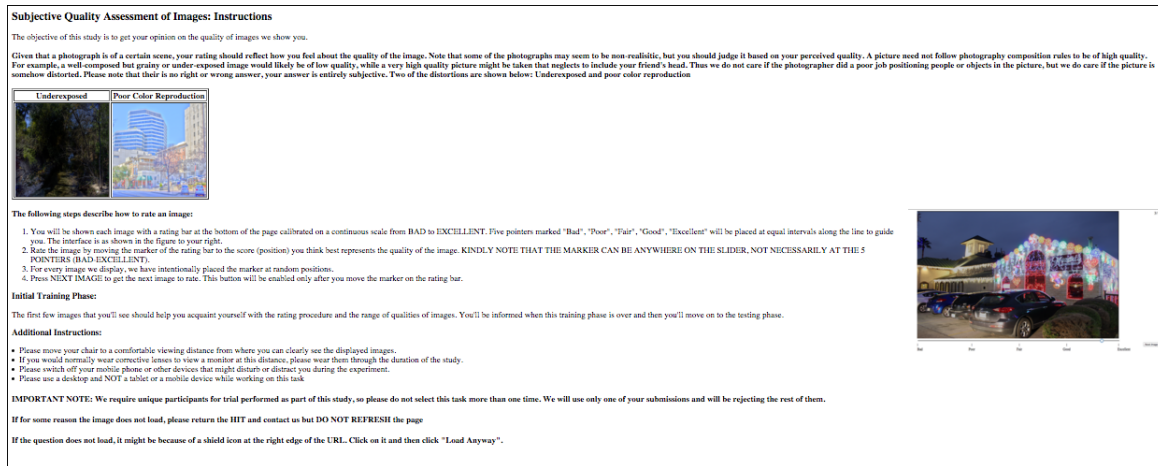 Subjective Quality Assessment of Images: Instructions
The objective of this study is to get your opinion on the quality of images we show you.
Given that a photograph is of a certain scene, your rating should reflect how you feel about the quality of the image. Note that some of the photographs may seem to be non-realisitic, but you should judge it based on your perceived quality. A picture need not follow photography composition rules to be of high quality.
For example, a well-composed but grainy or under-exposed image would likely be of low quality, while a very high quality picture might be taken that neglects to include your friend's head. Thus we do not care if the photographer did a poor job positioning people or objects in the picture, but we do care if the picture is
somehow distorted. Please note that their is no right or wrong answer, your answer is entirely subjective. Two of the distortions are shown below: Underexposed and poor color reproduction
Underexposed Poor Color Reproduction
The following steps describe how to rate an image:
1. You will be shown each image with a rating bar at the bottom of the page calibrated on a continuous scale from BAD to EXCELLENT. Five pointers marked "Bad", "Poor", "Fair", "Good", "Excellent" will be placed at equal intervals along the line to guide
you. The interface is as shown in the figure to your right.
2. Rate the image by moving the marker of the rating bar to the score (position) you think best represents the quality of the image. KINDLY NOTE THAT THE MARKER CAN BE ANYWHERE ON THE SLIDER, NOT NECESSARILY AT THE 5
POINTERS (BAD-EXCELLENT).
3. For every image we display, we have intentionally placed the marker at random positions.
4. Press NEXT IMAGE to get the next image to rate. This button will be enabled only after you move the marker on the rating bar.
Initial Training Phase:
The first few images that you'll see should help you acquaint yourself with the rating procedure and the range of qualities of images. You'll be informed when this training phase is over and then you'll move on to the testing phase.
Additional Instructions:
• Please move your chair to a comfortable viewing distance from where you can clearly see the displayed images.
• If you would normally wear corrective lenses to view a monitor at this distance, please wear them through the duration of the study.
• Please switch off your mobile phone or other devices that might disturb or distract you during the experiment.
• Please use a desktop and NOT a tablet or a mobile device while working on this task
IMPORTANT NOTE: We require unique participants for trial performed as part of this study, so please do not select this task more than one time. We will use only one of your submissions and will be rejecting the rest of them.
If for some reason the image does not load, please return the HIT and contact us but DO NOT REFRESH the page
If the question does not load, it might be because of a shield icon at the right edge of the URL. Click on it and then click "Load Anyway".
Bad Poor Fair Good Excellent